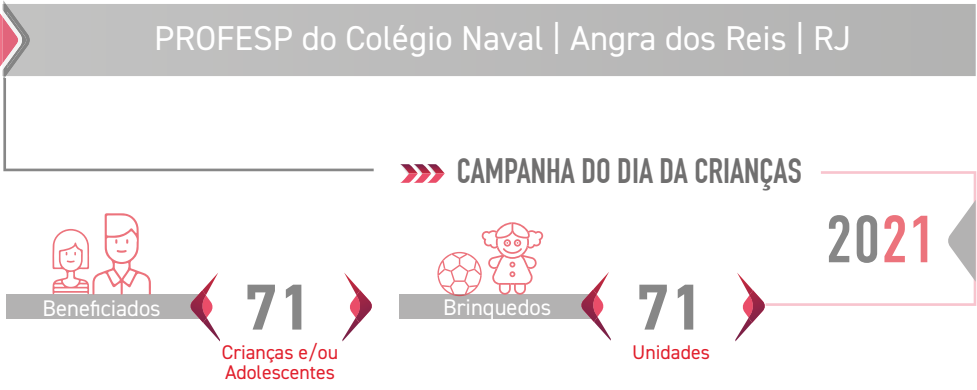 PROFESP do Colégio Naval | Angra dos Reis | RJ
CAMPANHA DO DIA DA CRIANÇAS
2021
Beneficiados
71
Crianças e/ou
Adolescentes
Brinquedos
71
Unidades